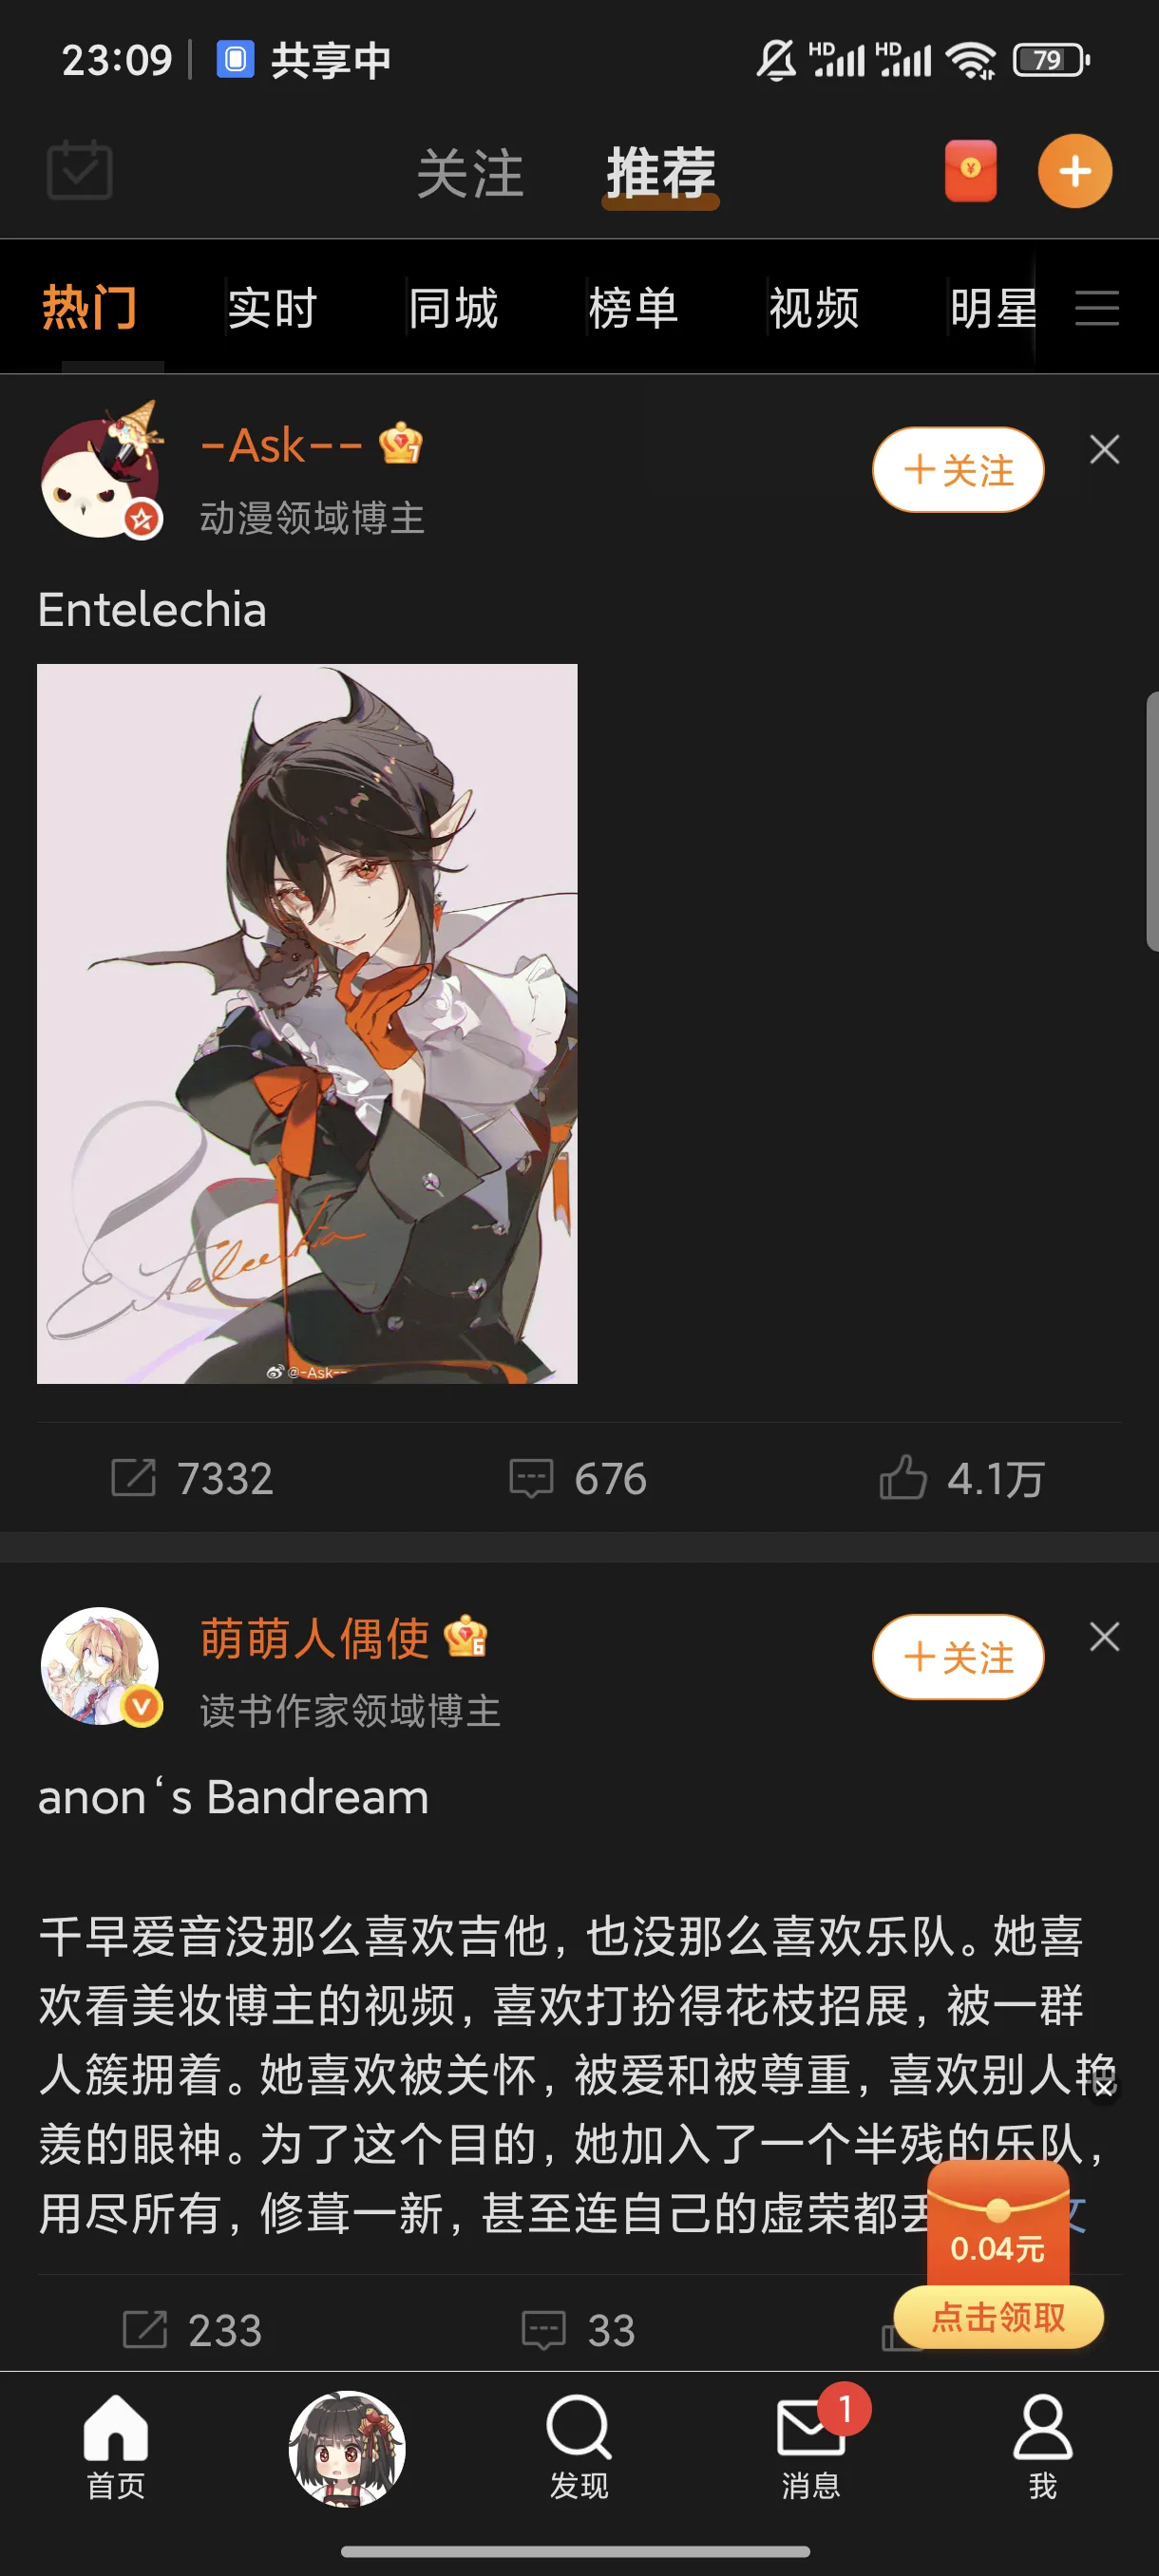 23:09
共享中
HD HD 79
关注 推荐
热门 实时 同城 榜单 视频 明星
-Ask-- 7
+关注
动漫领域博主
Entelechia
Entelechia
@-Ask--
7332 676 4.1万
萌萌人偶使 6
+关注
读书作家领域博主
anon‘s Bandream
千早爱音没那么喜欢吉他，也没那么喜欢乐队。她喜
欢看美妆博主的视频，喜欢打扮得花枝招展，被一群
人簇拥着。她喜欢被关怀，被爱和被尊重，喜欢别人艳
羡的眼神。为了这个目的，她加入了一个半残的乐队，
用尽所有，修葺一新，甚至连自己的虚荣都丢
0.04元
点击领取
233 33
首页 发现 消息 1 我